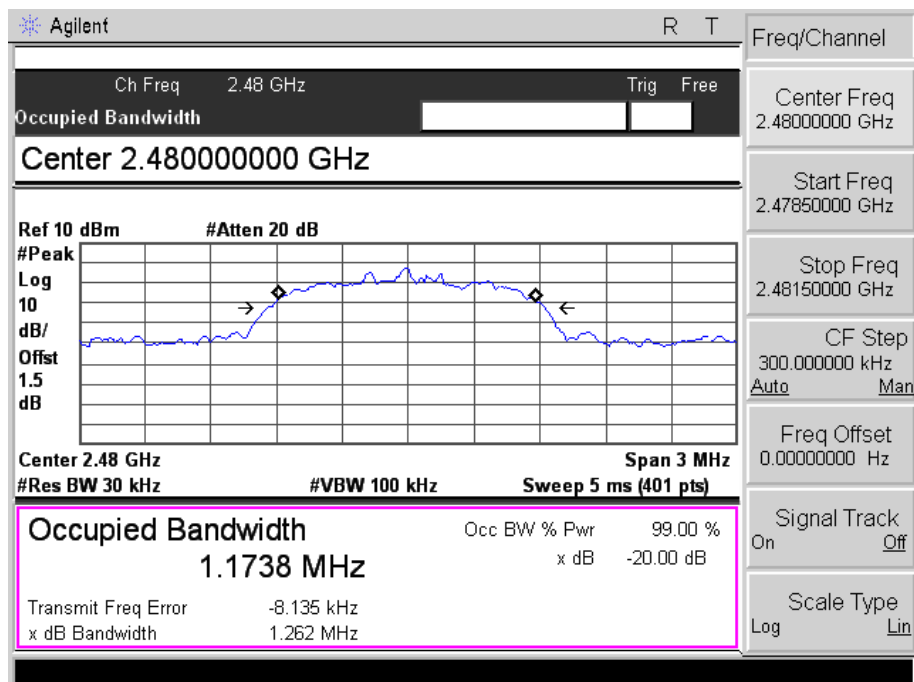 Agilent R T
Ch Freq 2.48 GHz Trig Free
Occupied Bandwidth
Center 2.480000000 GHz
Ref 10 dBm #Atten 20 dB
#Peak
Log
10
dB/
Offst
1.5
dB
Center 2.48 GHz Span 3 MHz
#Res BW 30 kHz #VBW 100 kHz Sweep 5 ms (401 pts)
Occupied Bandwidth Occ BW % Pwr 99.00 %
1.1738 MHz x dB -20.00 dB
Transmit Freq Error -8.135 kHz
x dB Bandwidth 1.262 MHz
Freq/Channel
Center Freq
2.48000000 GHz
Start Freq
2.47850000 GHz
Stop Freq
2.48150000 GHz
CF Step
300.000000 kHz
Auto Man
Freq Offset
0.00000000 Hz
Signal Track
On Off
Scale Type
Log Lin